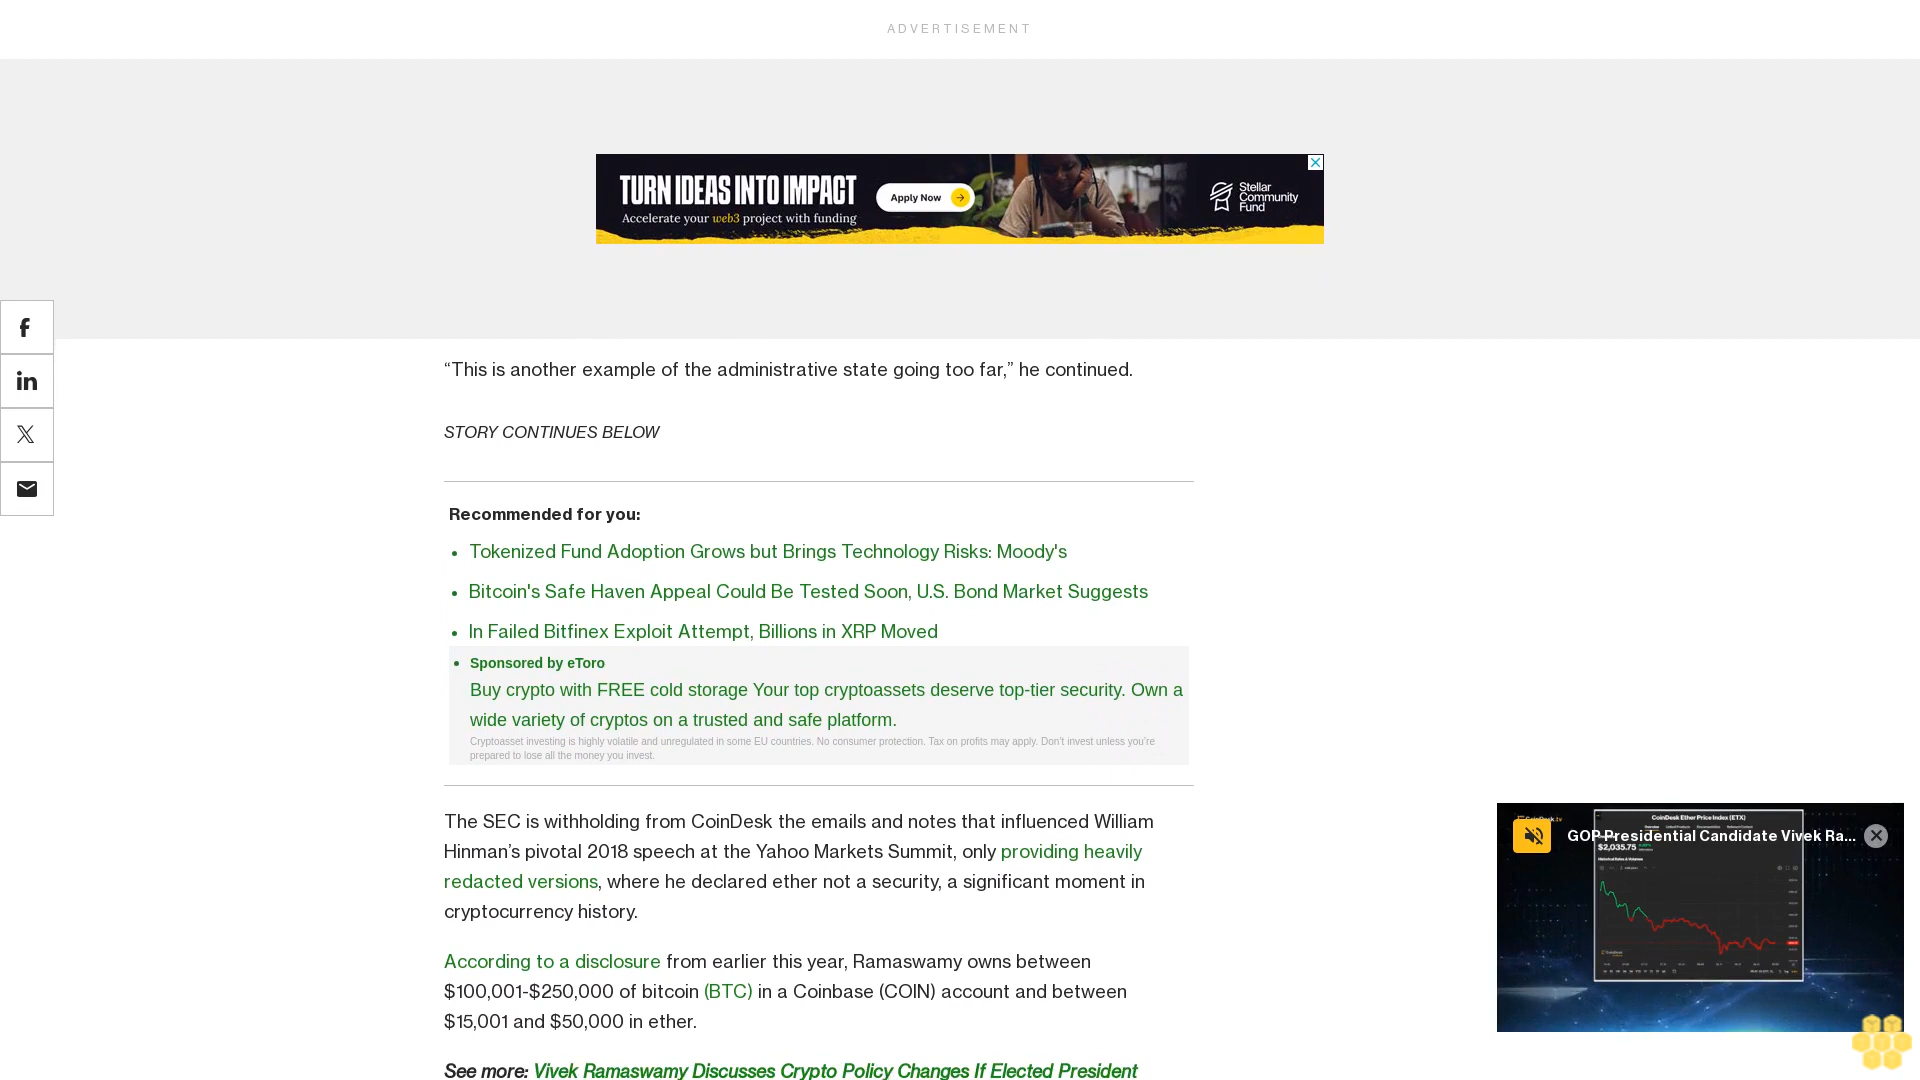 ADVERTISEMENT
TURN IDEAS INTO IMPACT
Accelerate your web3 project with funding
Apply Now
Stellar
Community
Fund
“This is another example of the administrative state going too far,” he continued.
STORY CONTINUES BELOW
Recommended for you:
• Tokenized Fund Adoption Grows but Brings Technology Risks: Moody's
• Bitcoin's Safe Haven Appeal Could Be Tested Soon, U.S. Bond Market Suggests
• In Failed Bitfinex Exploit Attempt, Billions in XRP Moved
• Sponsored by eToro
Buy crypto with FREE cold storage Your top cryptoassets deserve top-tier security. Own a
wide variety of cryptos on a trusted and safe platform.
Cryptoasset investing is highly volatile and unregulated in some EU countries. No consumer protection. Tax on profits may apply. Don’t invest unless you’re
prepared to lose all the money you invest.
The SEC is withholding from CoinDesk the emails and notes that influenced William
Hinman’s pivotal 2018 speech at the Yahoo Markets Summit, only providing heavily
redacted versions, where he declared ether not a security, a significant moment in
cryptocurrency history.
According to a disclosure from earlier this year, Ramaswamy owns between
$100,001-$250,000 of bitcoin (BTC) in a Coinbase (COIN) account and between
$15,001 and $50,000 in ether.
See more: Vivek Ramaswamy Discusses Crypto Policy Changes If Elected President
CoinDesk Ether Price Index (ETX)
GOP Presidential Candidate Vivek Ra...
$2,035.75